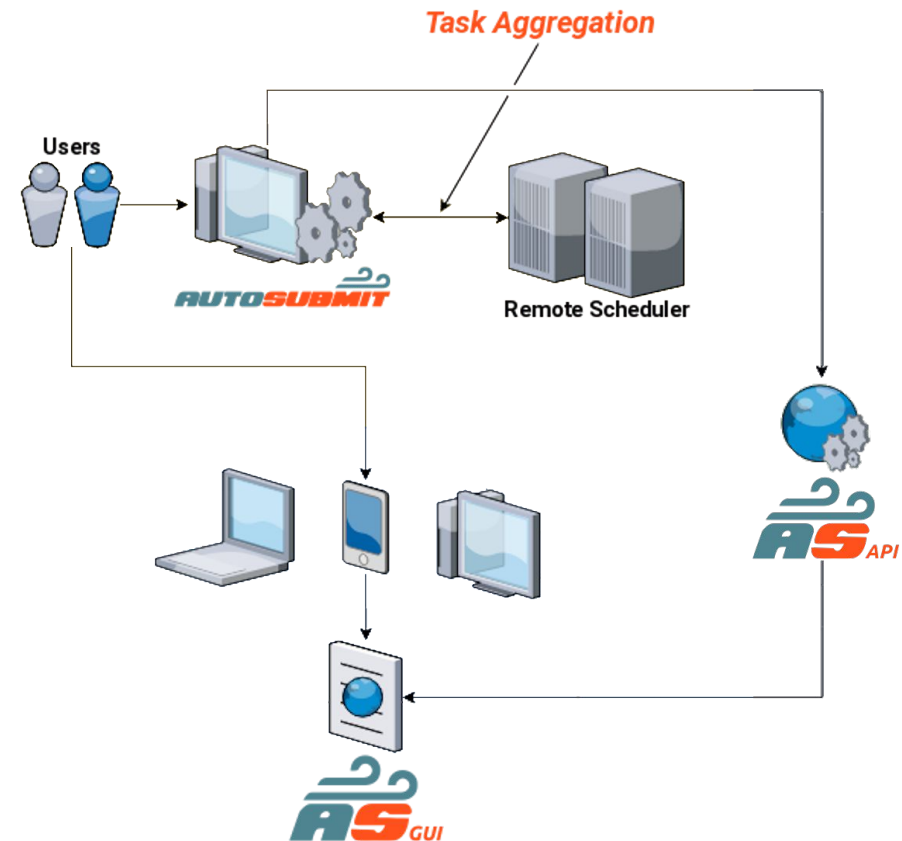 Task Aggregation
Users
AUTOSUBMIT
Remote Scheduler
AS API
AS GUI